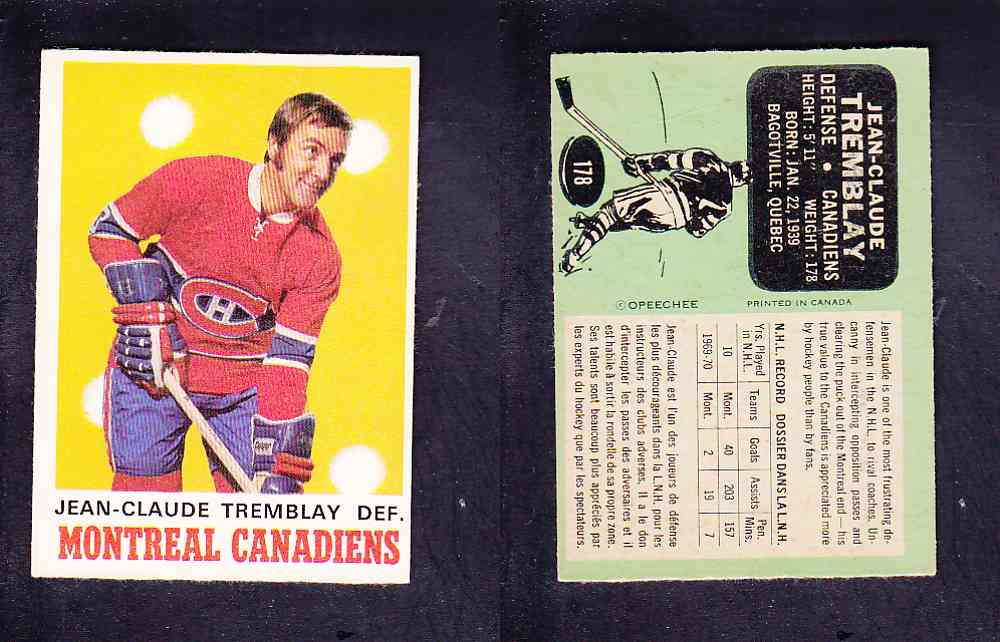 JEAN-CLAUDE TREMBLAY DEF.
MONTREAL CANADIENS
Cooper
178
JEAN-CLAUDE
TREMBLAY
DEFENSE • CANADIENS
HEIGHT: 5' 11" WEIGHT: 178
BORN: JAN. 22, 1939
BAGOTVILLE, QUEBEC
© OPEECHEE PRINTED IN CANADA
Jean-Claude is one of the most frustrating de-
fensemen in the N.H.L. to rival coaches. Un-
canny in intercepting opposition passes and
clearing the puck out of the Montreal end — his
true value to the Canadiens is appreciated more
by hockey people than by fans.
N.H.L. RECORD DOSSIER DANS LA L.N.H.
Yrs. Played in N.H.L. Teams Goals Assists Pen. Mins.
10 Mont. 40 203 157
1969-70 Mont. 2 19 7
Jean-Claude est l'un des joueurs de défense
les plus décourageants dans la L.N.H. pour les
instructeurs des clubs adverses. Il a le don
d'intercepter les passes des adversaires et il
est habile à sortir la rondelle de sa propre zone.
Ses talents sont beaucoup plus appréciés par
les experts du hockey que par les spectateurs.